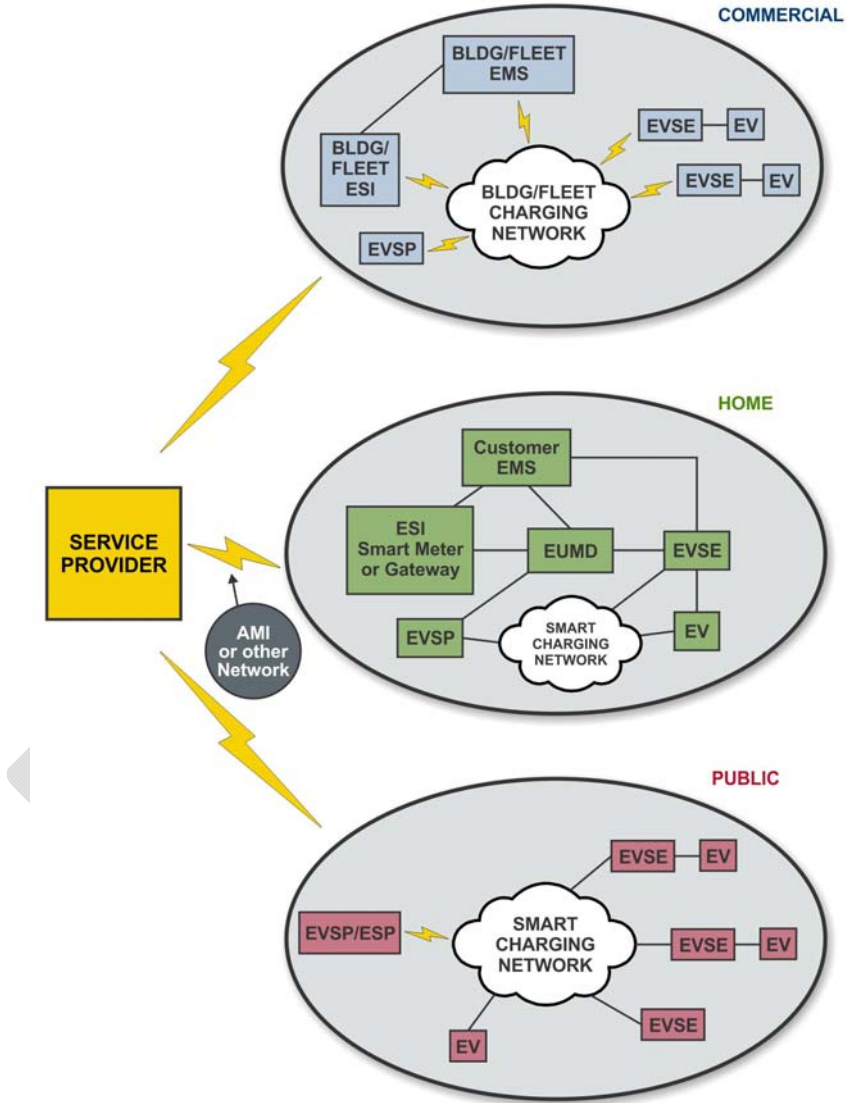 COMMERCIAL
BLDG/FLEET
EMS
EVSE
EV
BLDG/
FLEET
ESI
EVSE
EV
BLDG/FLEET
CHARGING
NETWORK
EVSP
HOME
Customer
EMS
SERVICE
PROVIDER
ESI
Smart Meter
or Gateway
EUMD
EVSE
AMI
or other
Network
EVSP
SMART
CHARGING
NETWORK
EV
PUBLIC
EVSE
EV
EVSP/ESP
SMART
CHARGING
NETWORK
EVSE
EV
EVSE
EV